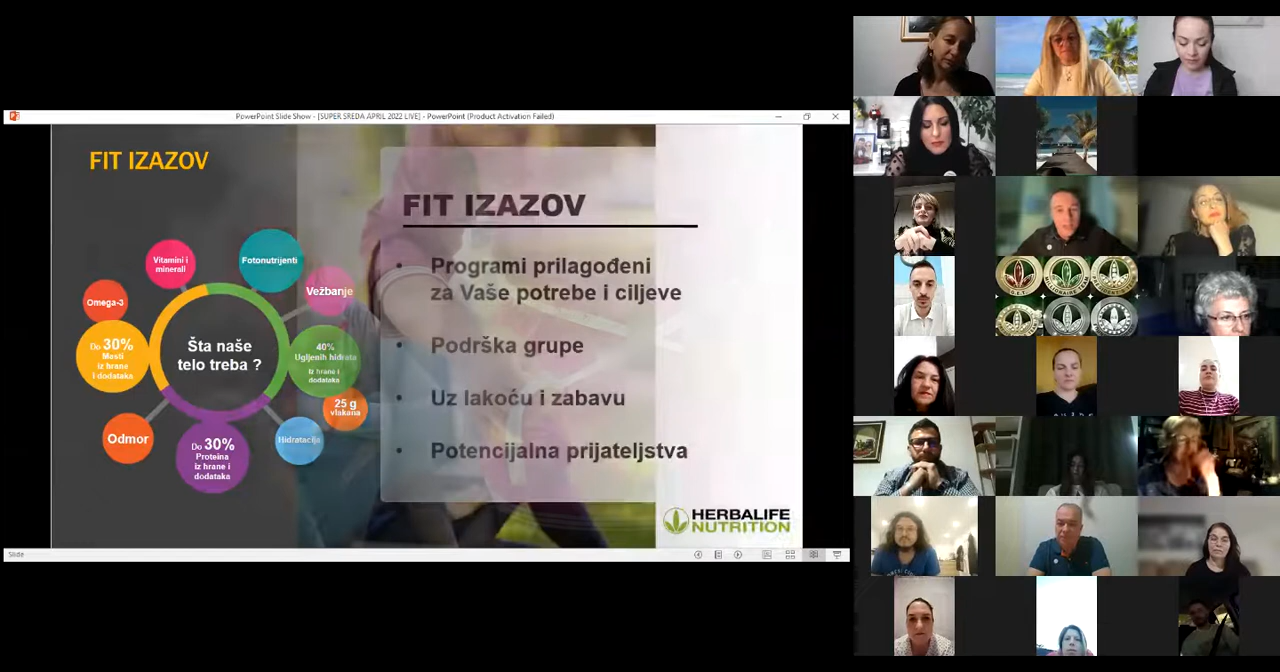 PowerPoint Slide Show - [SUPER SREDA APRIL 2022 LIVE] - PowerPoint (Product Activation Failed)
FIT IZAZOV
Vitamini i
minerali
Fotonutrijenti
Vežbanje
Omega-3
Do 30%
Masti
iz hrane
i dodataka
Šta naše
telo treba ?
40%
Ugljenih hidrata
iz hrane i
dodataka
25 g
vlakana
Odmor
Do 30%
Proteina
iz hrane i
dodataka
Hidratacija
FIT IZAZOV
• Programi prilagođeni
za Vaše potrebe i ciljeve
• Podrška grupe
• Uz lakoću i zabavu
• Potencijalna prijateljstva
HERBALIFE
NUTRITION
Slide